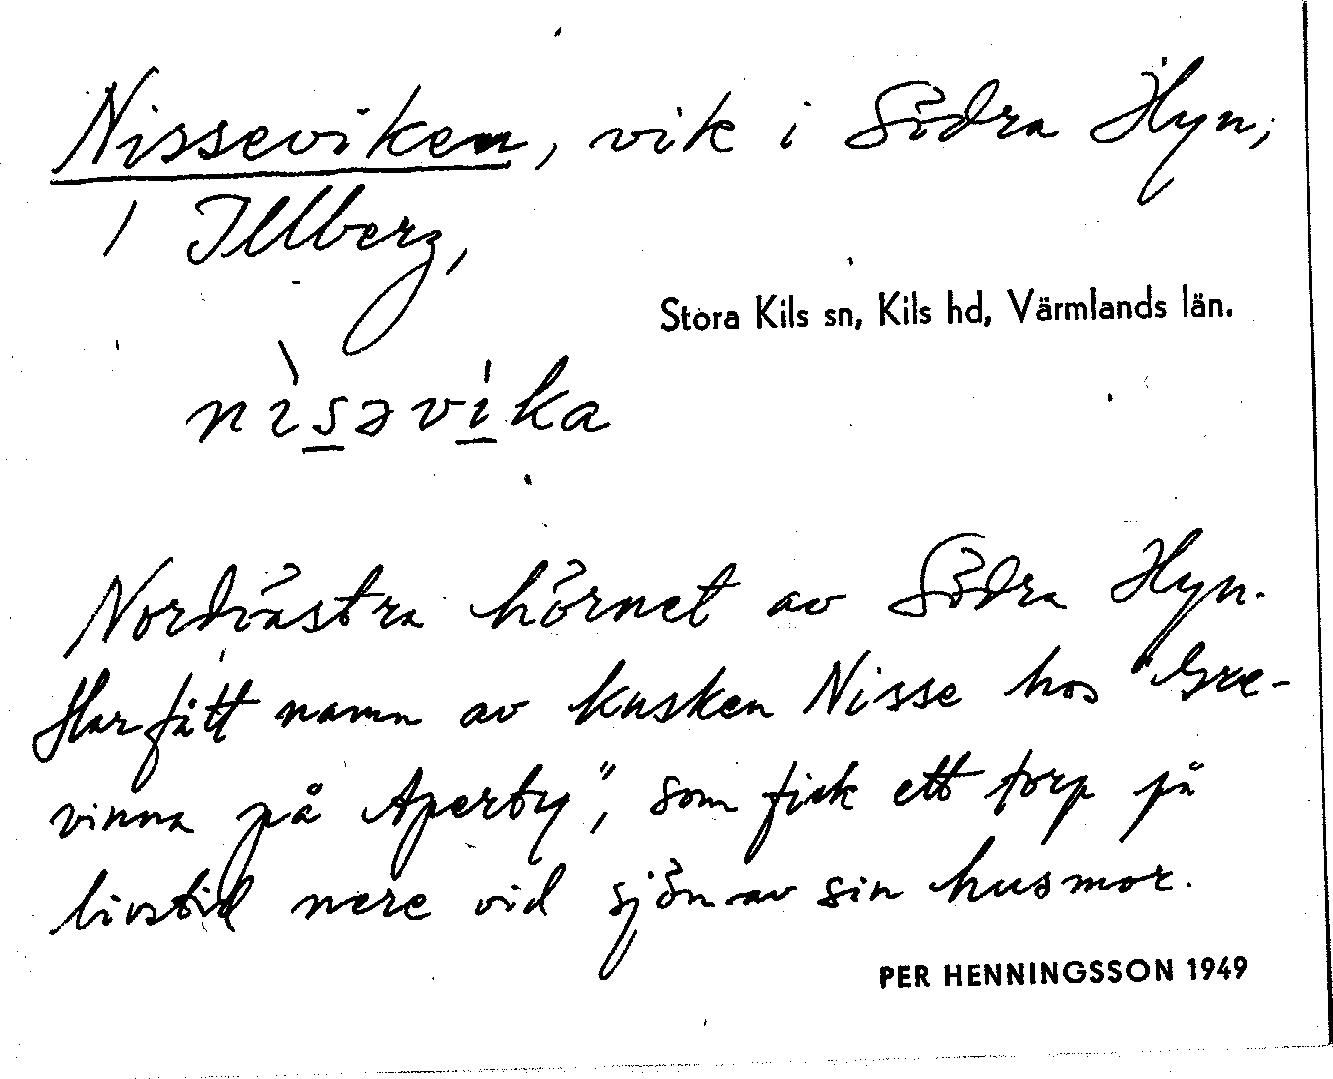 Nisseviken, vik i Södra Hyn,
i Illberg,
Stora Kils sn, Kils hd, Värmlands län.
nìsəvíka
Nordvästra hörnet av Södra Hyn.
Har fått namn av kusken Nisse hos "Gre-
vinna på Aperby", som fick ett torp på
livstid nere vid sjön av sin husmor.
PER HENNINGSSON 1949